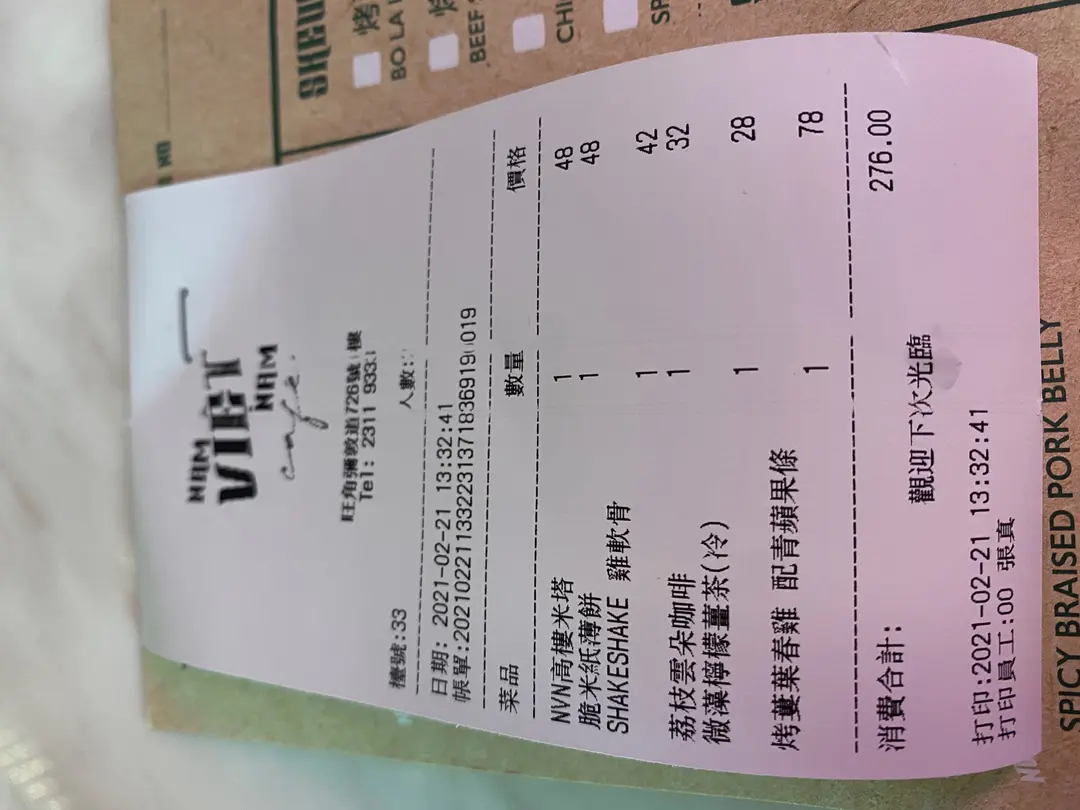 NAM
VIET
NAM
cafe.
旺角彌敦道726號 樓
Tel: 2311 933
檯號:33 人數:
日期: 2021-02-21 13:32:41
帳單:
菜品 數量 價格
NVN高樓米塔 1 48
脆米紙薄餅 1 48
SHAKESHAKE 雞軟骨 1 42
荔枝雲朵咖啡 1 32
微薻檸檬薑茶(冷) 1 28
烤蔞葉春雞 配青蘋果條 1 78
消費合計: 276.00
觀迎下次光臨
打印:2021-02-21 13:32:41
打印員工:00 張真
SPICY BRAISED PORK BELLY
SKEW
烤
BO LA
BEEF
CHI
SP